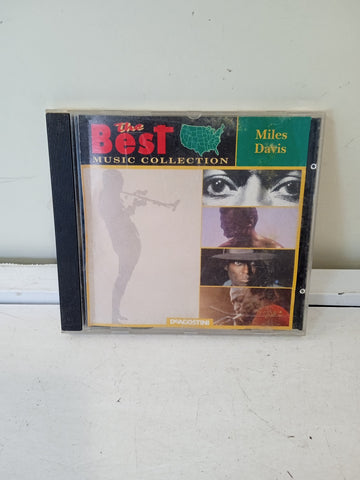 The
BesT
MUSIC COLLECTION
Miles
Davis
DeAGOSTINI